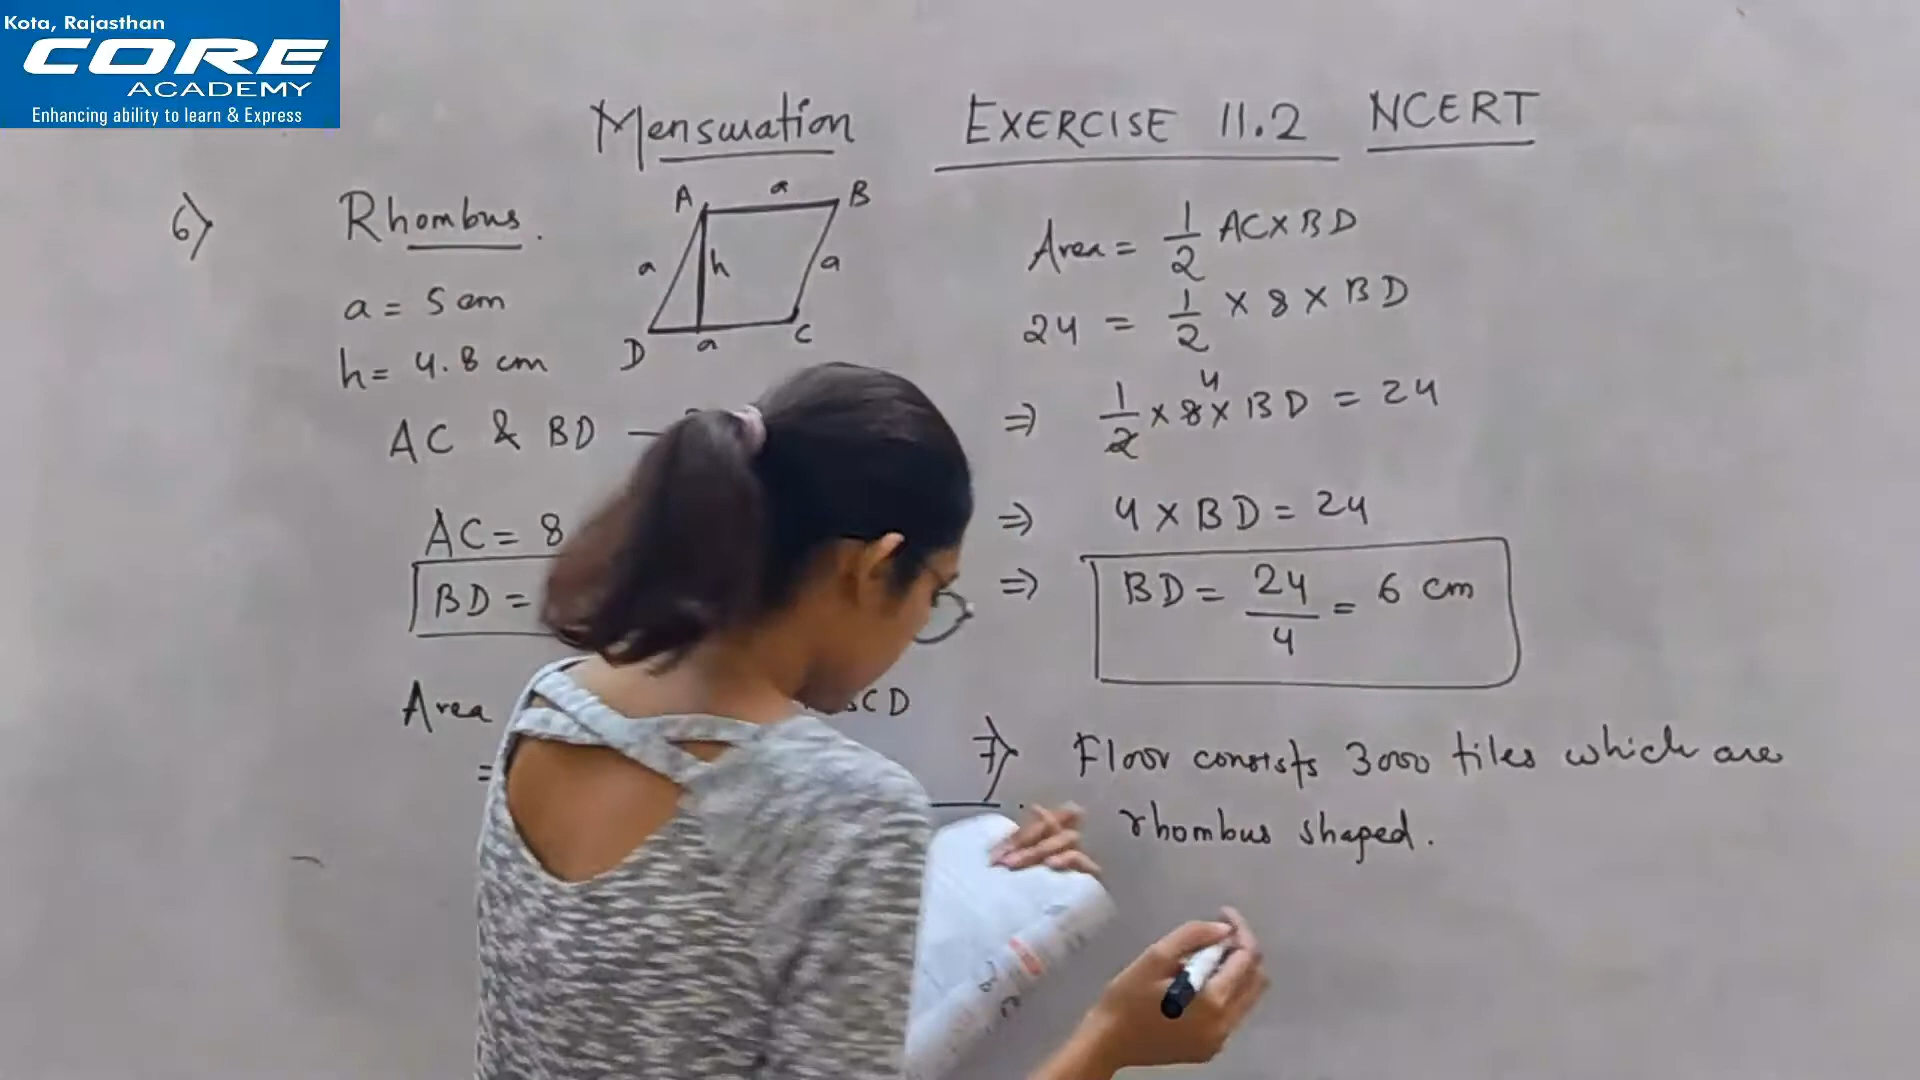 Kota, Rajasthan
CORE
ACADEMY
Enhancing ability to learn & Express
Mensuration EXERCISE 11.2 NCERT
6) Rhombus.
a = 5 cm
h = 4.8 cm
A a B
a h a
D a C
AC & BD —
AC = 8
BD =
Area CD
=
Area = 1/2 AC × BD
24 = 1/2 × 8 × BD
⇒ 1/2 × 8 4 × BD = 24
⇒ 4 × BD = 24
⇒ BD = 24/4 = 6 cm
7) Floor consists 3000 tiles which are
rhombus shaped.